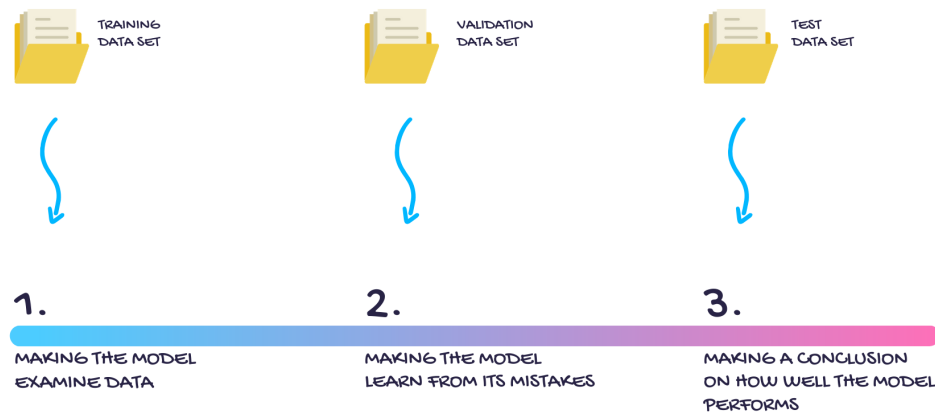 TRAINING
DATA SET
VALIDATION
DATA SET
TEST
DATA SET
1.
MAKING THE MODEL
EXAMINE DATA
2.
MAKING THE MODEL
LEARN FROM ITS MISTAKES
3.
MAKING A CONCLUSION
ON HOW WELL THE MODEL
PERFORMS